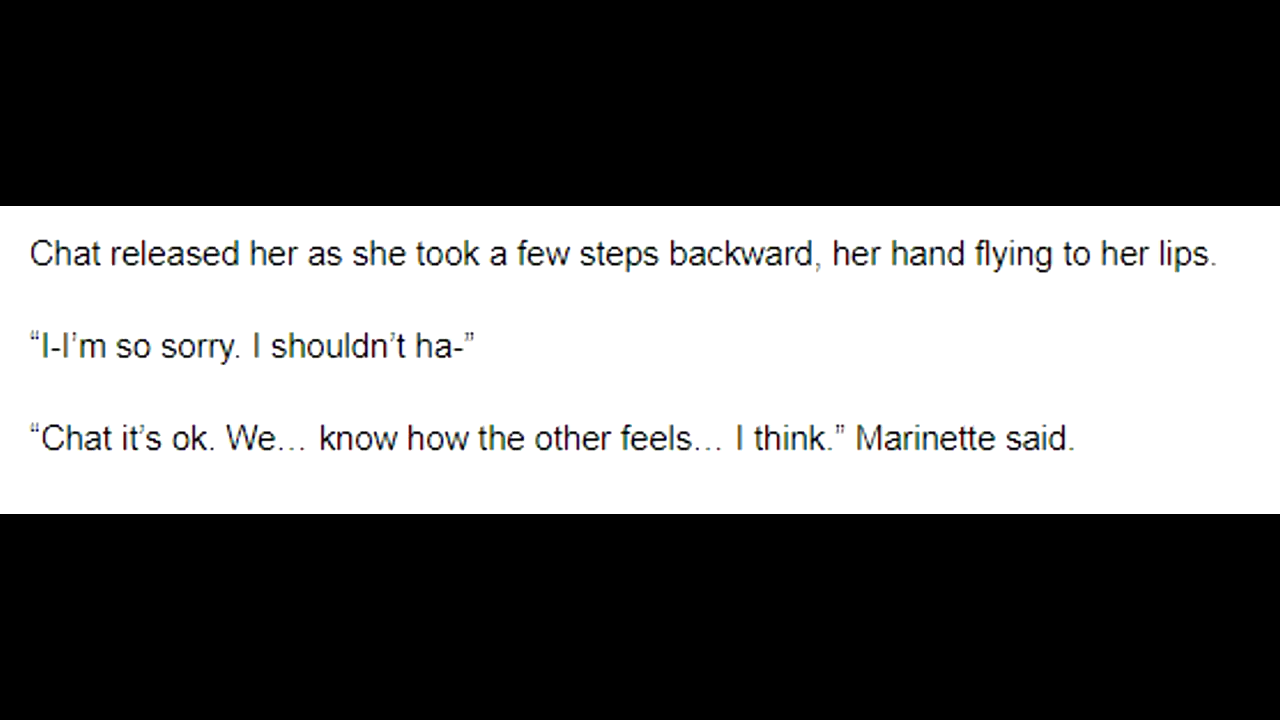 Chat released her as she took a few steps backward, her hand flying to her lips.
“I-I’m so sorry. I shouldn’t ha-”
“Chat it’s ok. We… know how the other feels… I think.” Marinette said.